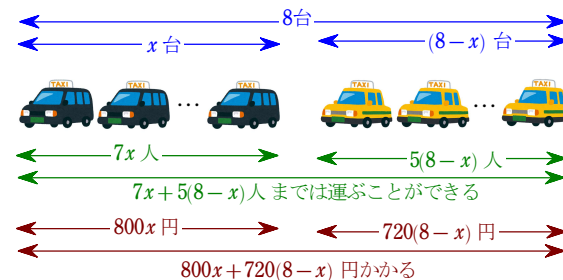 8台
x 台
(8−x) 台
TAXI TAXI … TAXI TAXI TAXI … TAXI
7x 人
5(8−x) 人
7x+5(8−x)人 までは運ぶことができる
800x 円
720(8−x) 円
800x+720(8−x) 円かかる